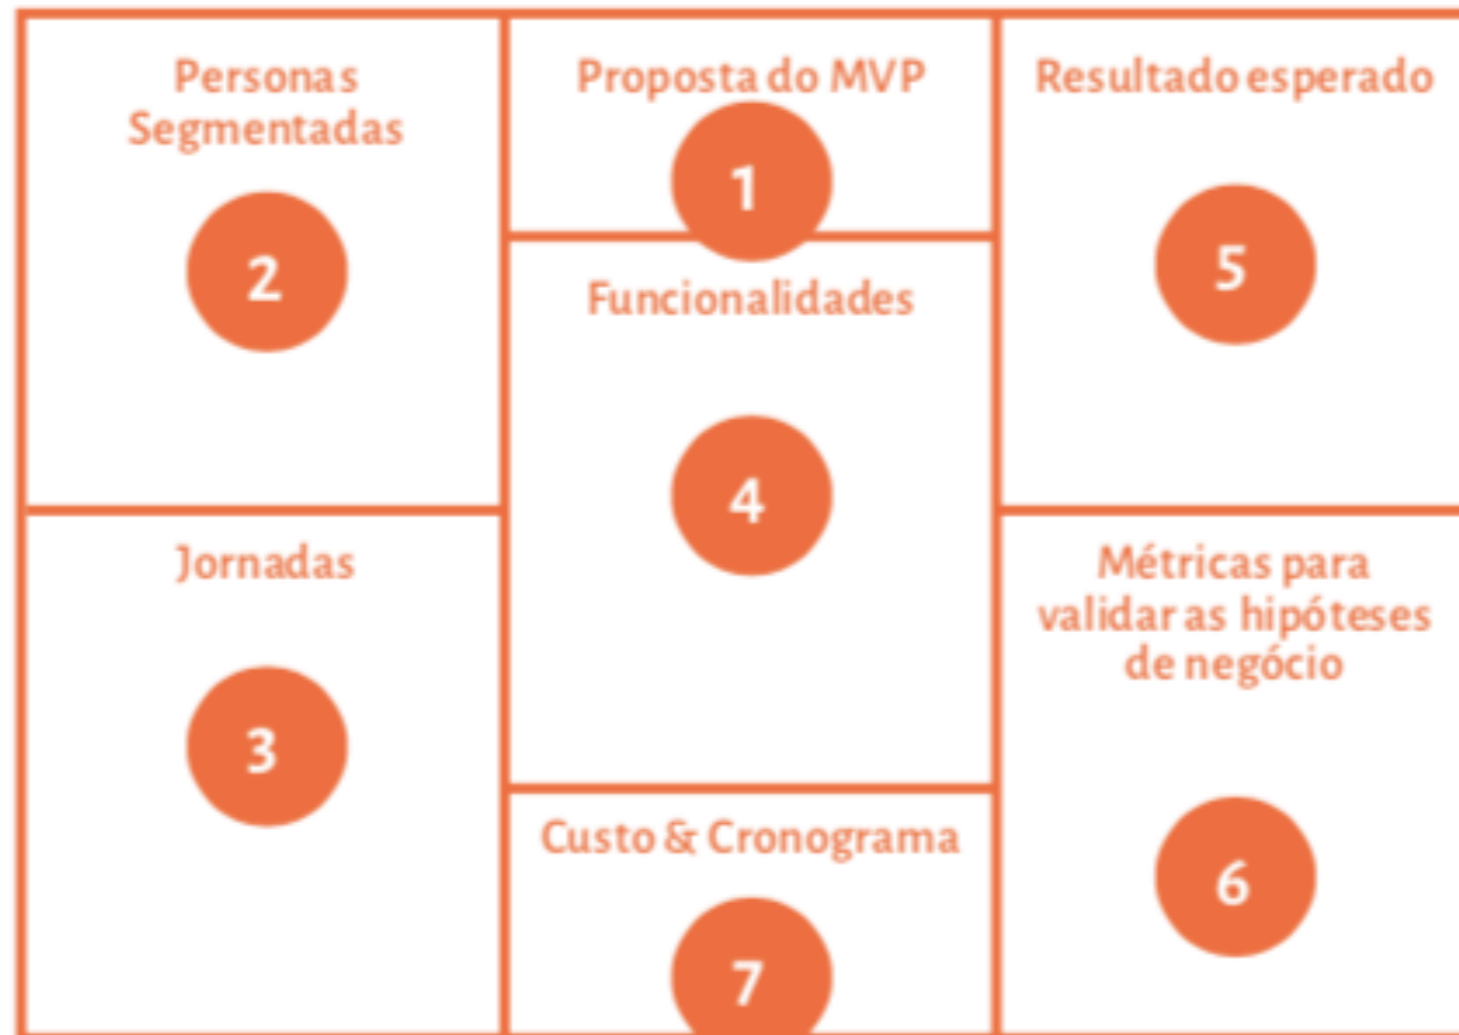 Personas
Segmentadas
2
Proposta do MVP
1
Resultado esperado
5
Funcionalidades
4
Jornadas
3
Métricas para
validar as hipóteses
de negócio
6
Custo & Cronograma
7